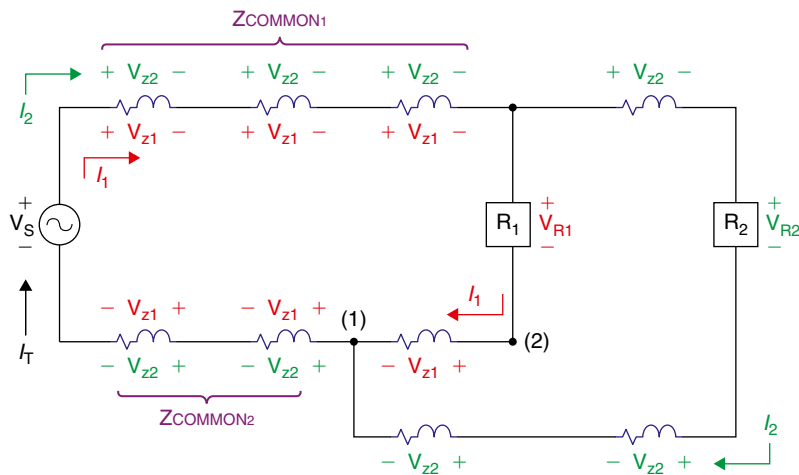 ZCOMMON1
+ Vz2 − + Vz2 − + Vz2 − + Vz2 −
I2
+ Vz1 − + Vz1 − + Vz1 −
I1
+
VS
−
R1
+
VR1
−
R2
+
VR2
−
I1
− Vz1 + − Vz1 +
(1)
(2)
IT
− Vz2 + − Vz2 + − Vz1 +
ZCOMMON2
I2
− Vz2 + − Vz2 +